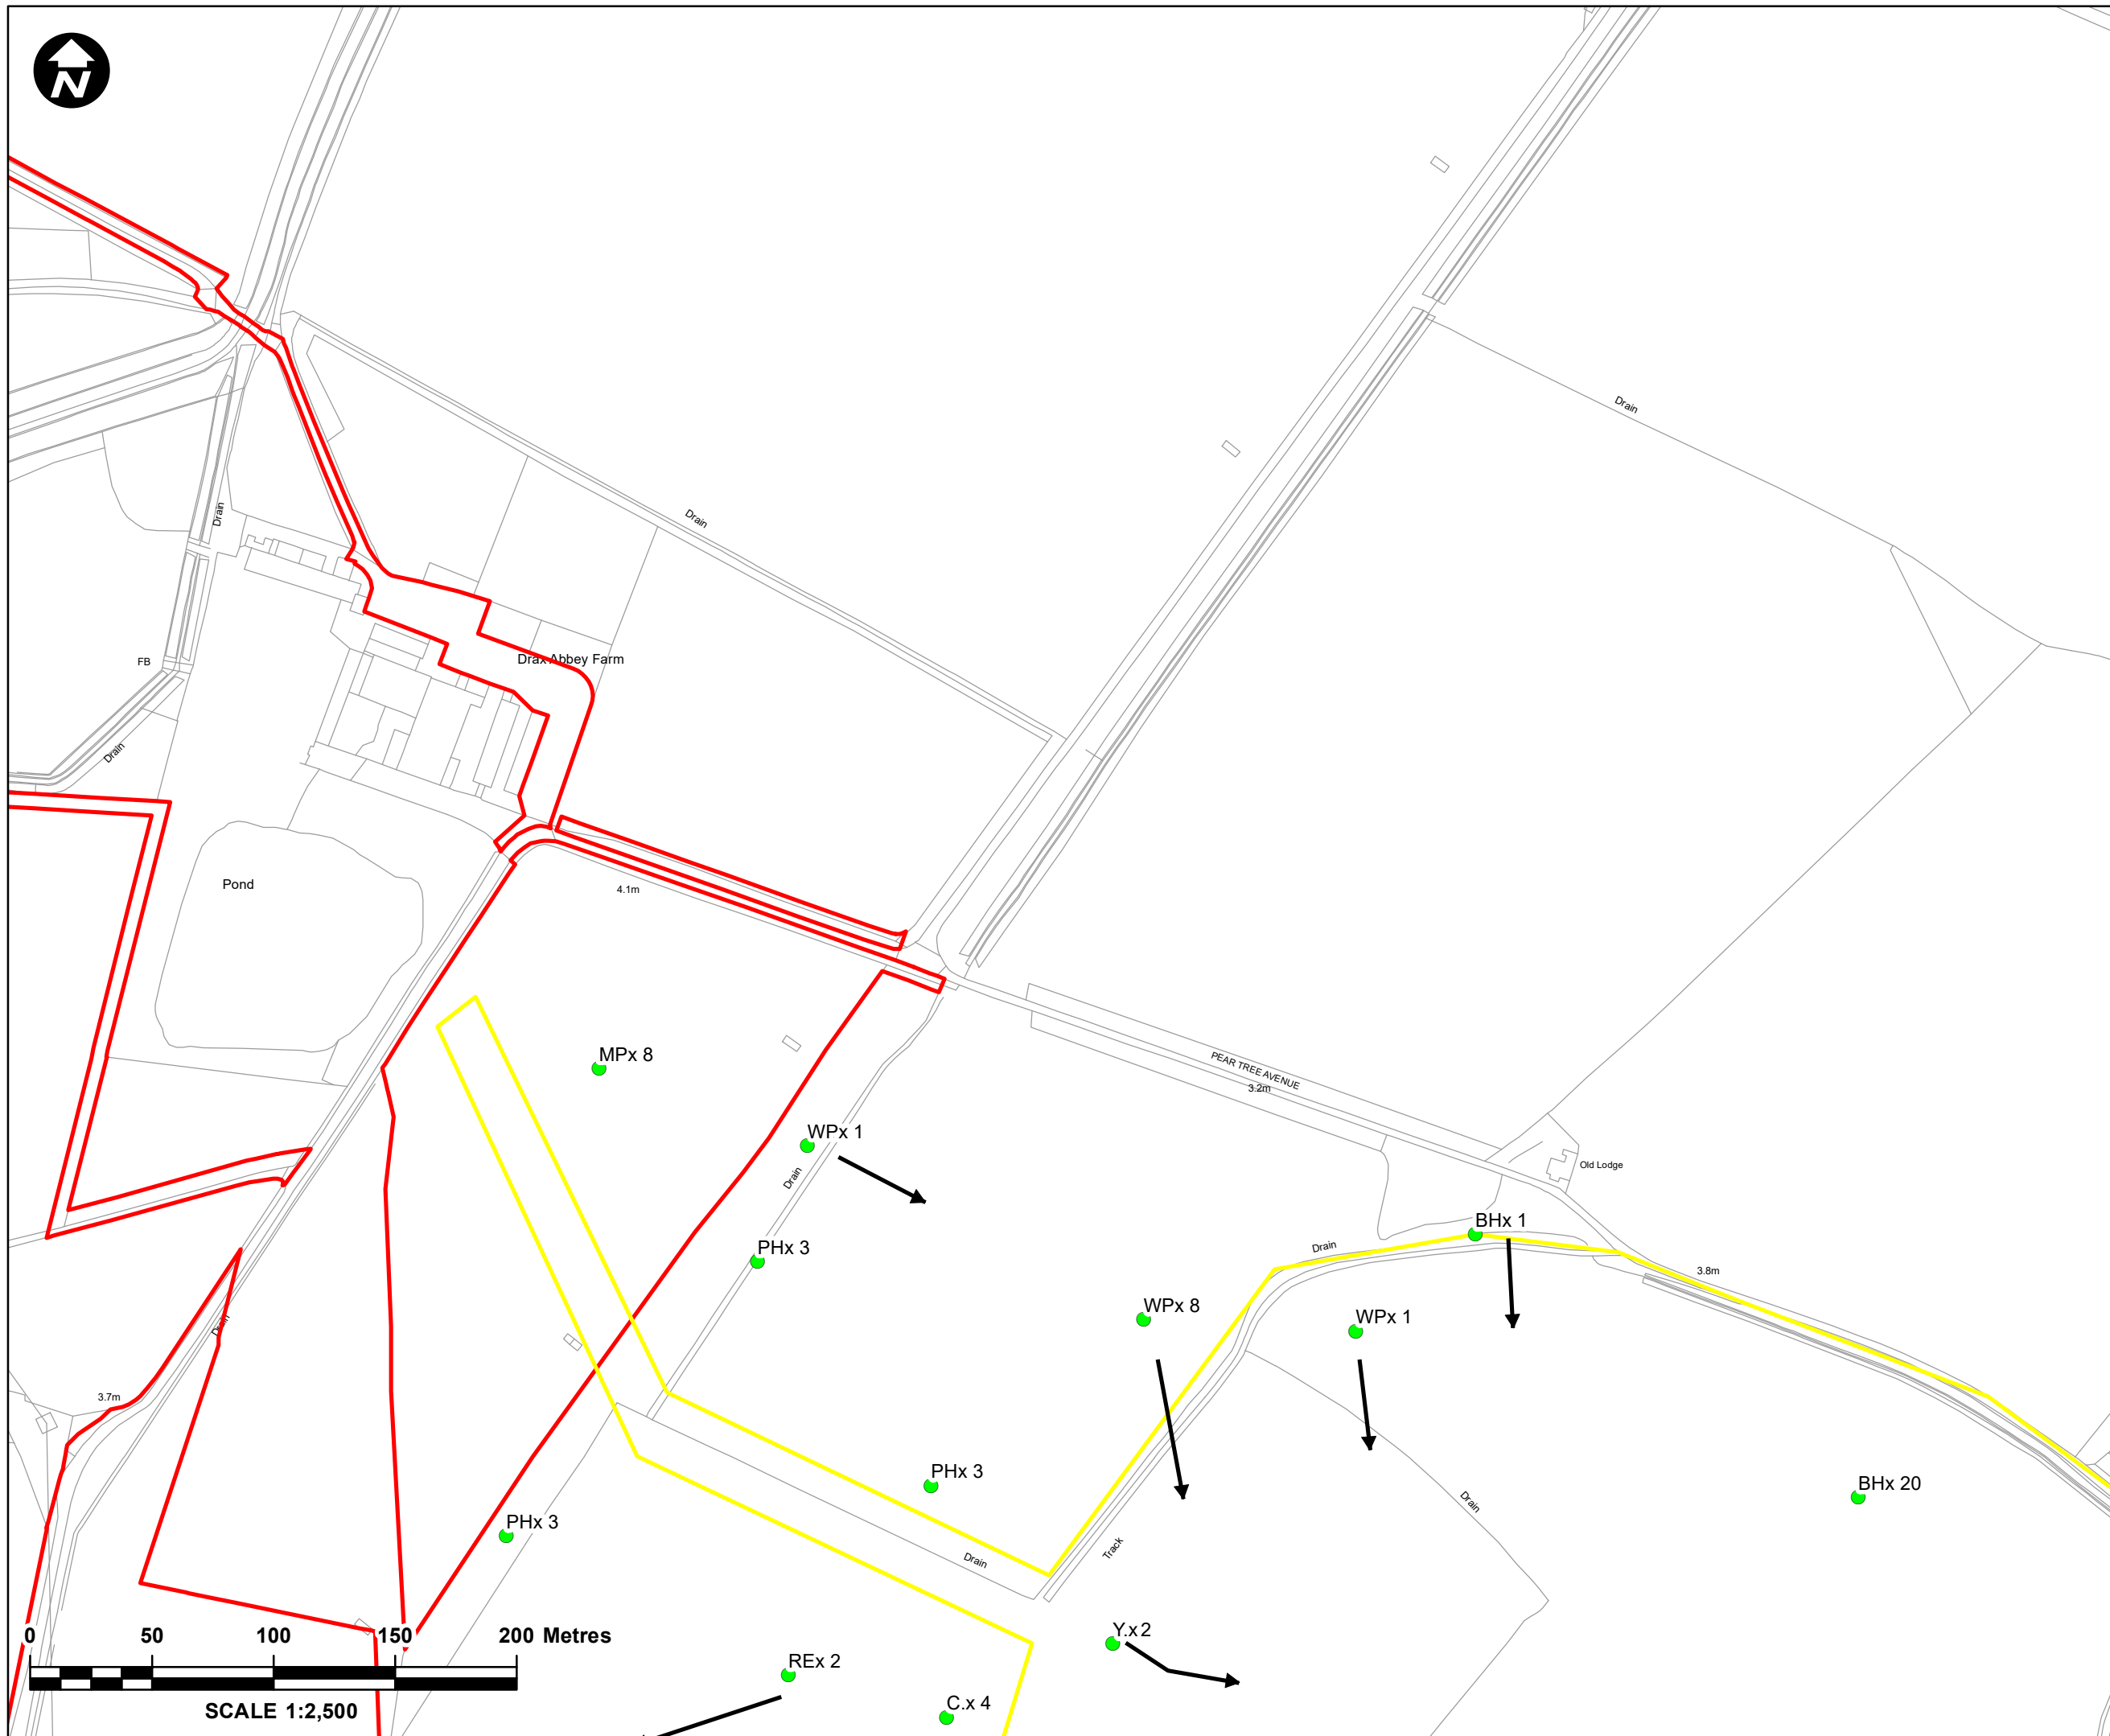 N
Drain
Drain
Drain
FB
Drax Abbey Farm
Drain
Pond
4.1m
MPx 8
PEAR TREE AVENUE
3.2m
WPx 1
Drain
Old Lodge
BHx 1
PHx 3
Drain
3.8m
WPx 8
WPx 1
Drain
3.7m
PHx 3
BHx 20
Drain
PHx 3
Track
Drain
0 50 100 150 200 Metres
Y.x 2
REx 2
SCALE 1:2,500
C.x 4